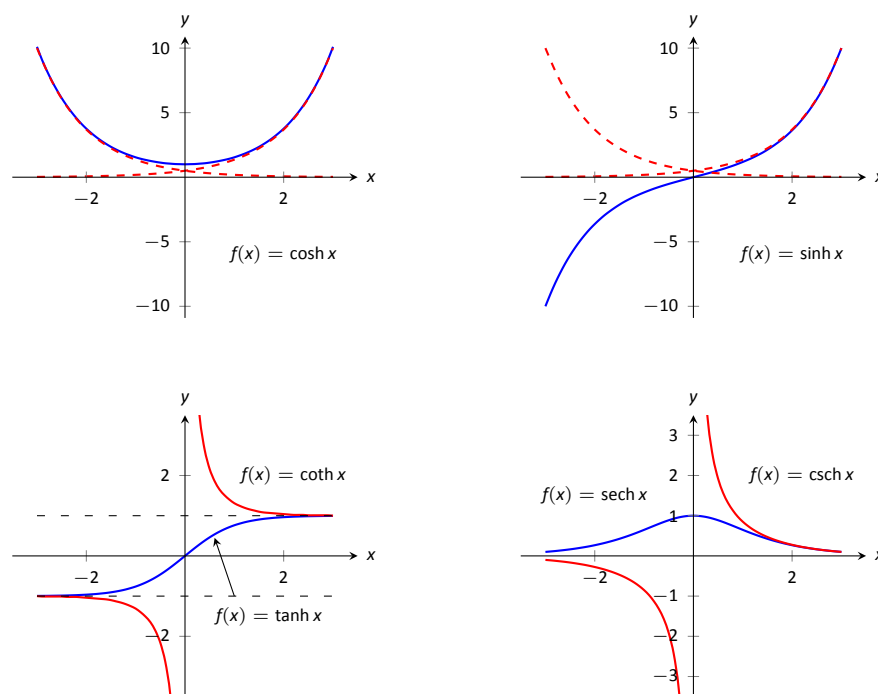 y
10
5
−2
2
x
−5
f(x) = cosh x
−10
y
10
5
−2
2
x
−5
f(x) = sinh x
−10
y
2
f(x) = coth x
−2
2
x
f(x) = tanh x
−2
y
3
2
f(x) = csch x
f(x) = sech x
1
−2
2
x
−1
−2
−3